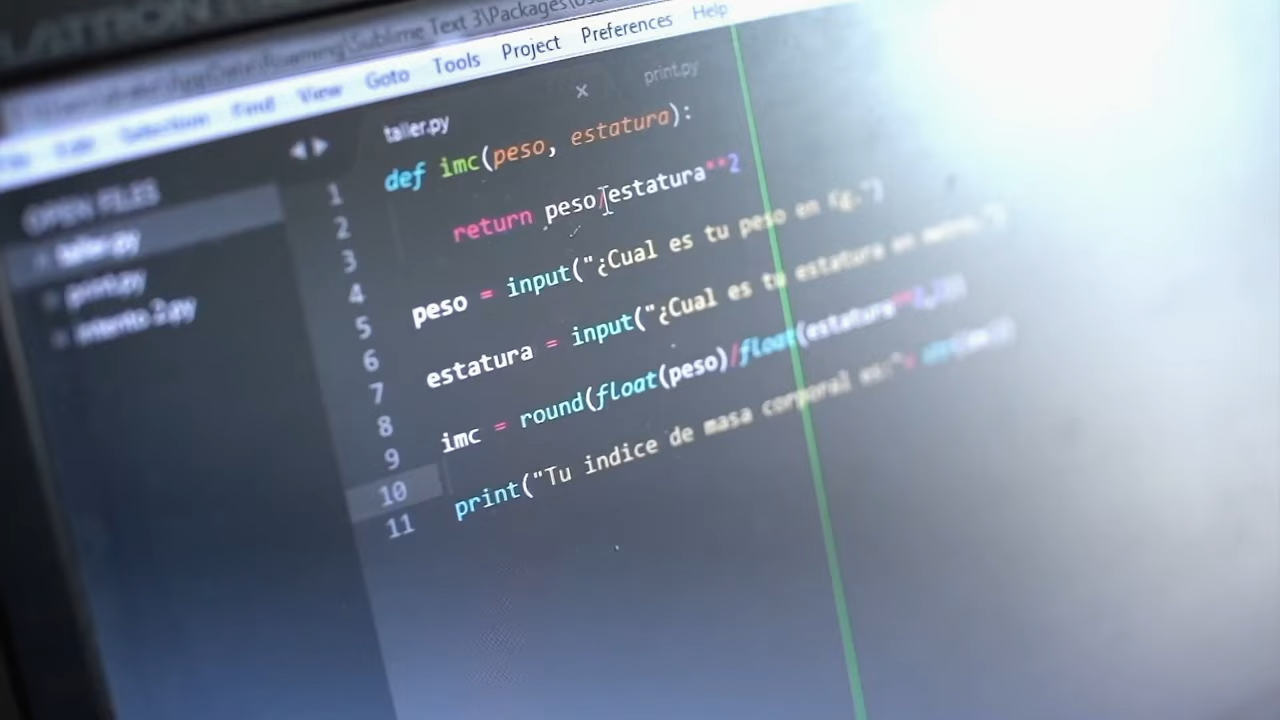 Sublime Text 3\Packages\
Find View Goto Tools Project Preferences Help
OPEN FILES
taller.py
print.py
intento 2.py
taller.py × print.py
1 def imc(peso, estatura):
2
3 return peso/estatura**2
4
5 peso = input("¿Cual es tu peso en Kg.")
6
7 estatura = input("¿Cual es tu estatura en
8
9 imc = round(float(peso)/float(estatura**2
10
11 print("Tu indice de masa corporal es:"